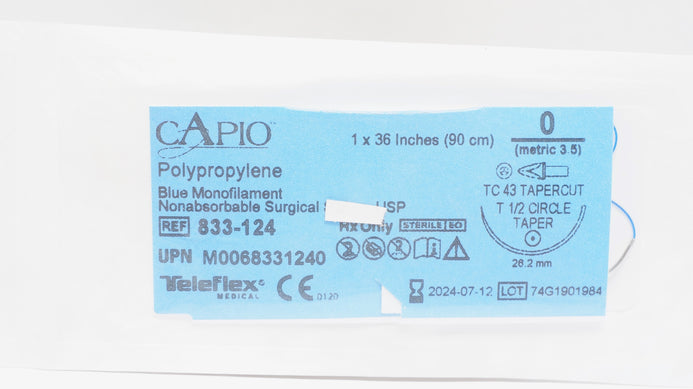 CAPIO™
Polypropylene
Blue Monofilament
Nonabsorbable Surgical USP
REF 833-124
UPN M0068331240
Teleflex®
MEDICAL
CE 0120
1 x 36 Inches (90 cm)
0
(metric 3.5)
TC 43 TAPERCUT
T 1/2 CIRCLE
TAPER
26.2 mm
Rx Only STERILE EO
2024-07-12 LOT 74G1901984